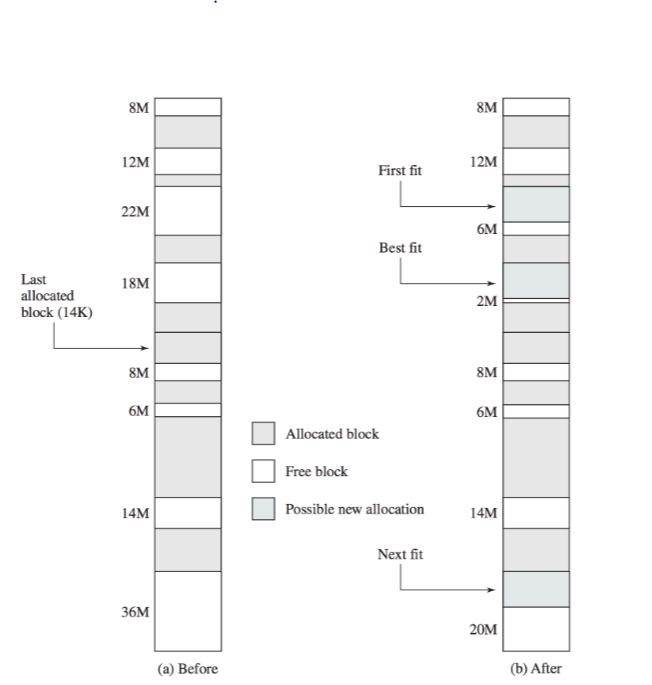 8M
12M
22M
18M
Last
allocated
block (14K)
8M
6M
14M
36M
(a) Before
Allocated block
Free block
Possible new allocation
8M
First fit
12M
6M
Best fit
2M
8M
6M
14M
Next fit
20M
(b) After